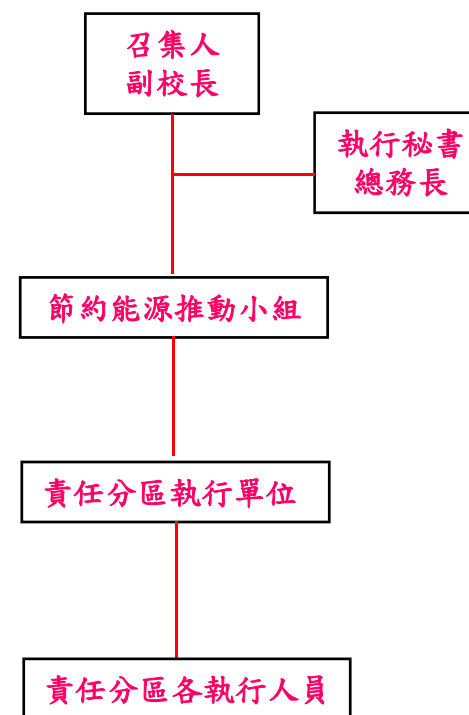 召集人
副校長
執行秘書
總務長
節約能源推動小組
責任分區執行單位
責任分區各執行人員